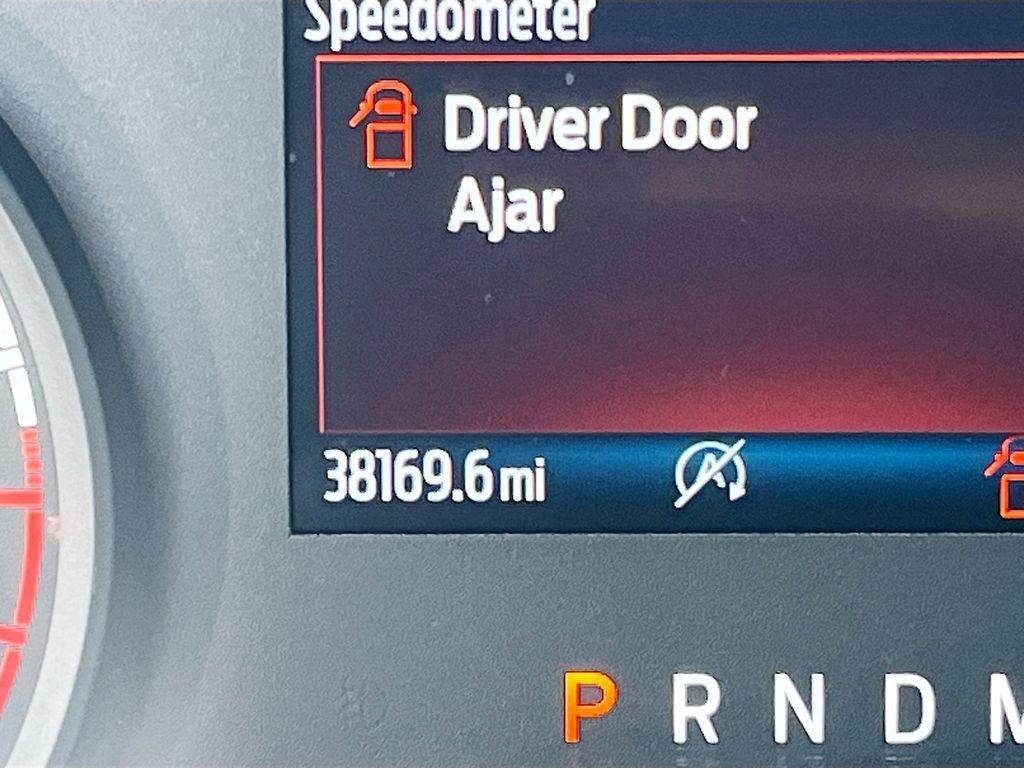 Speedometer
Driver Door
Ajar
38169.6 mi
P R N D M